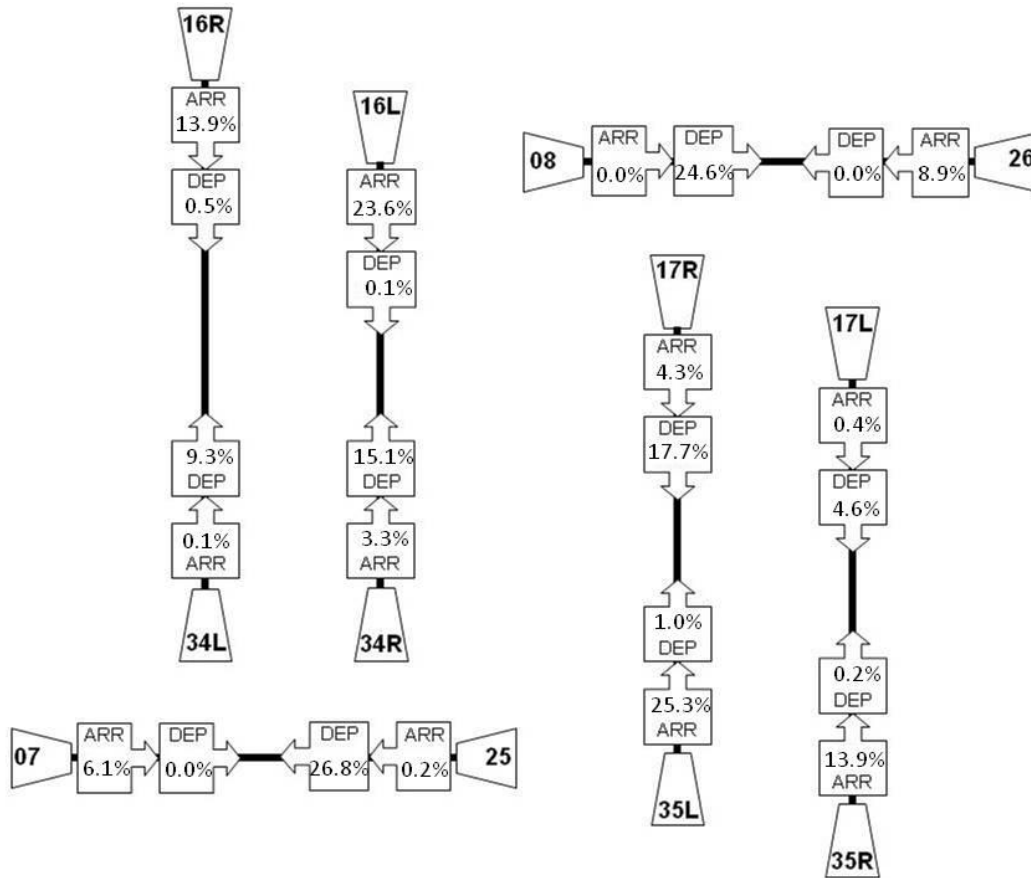 16R
ARR
13.9%
DEP
0.5%
9.3%
DEP
0.1%
ARR
34L
16L
ARR
23.6%
DEP
0.1%
15.1%
DEP
3.3%
ARR
34R
08
ARR
0.0%
DEP
24.6%
DEP
0.0%
ARR
8.9%
26
17R
ARR
4.3%
DEP
17.7%
1.0%
DEP
25.3%
ARR
35L
17L
ARR
0.4%
DEP
4.6%
0.2%
DEP
13.9%
ARR
35R
07
ARR
6.1%
DEP
0.0%
DEP
26.8%
ARR
0.2%
25